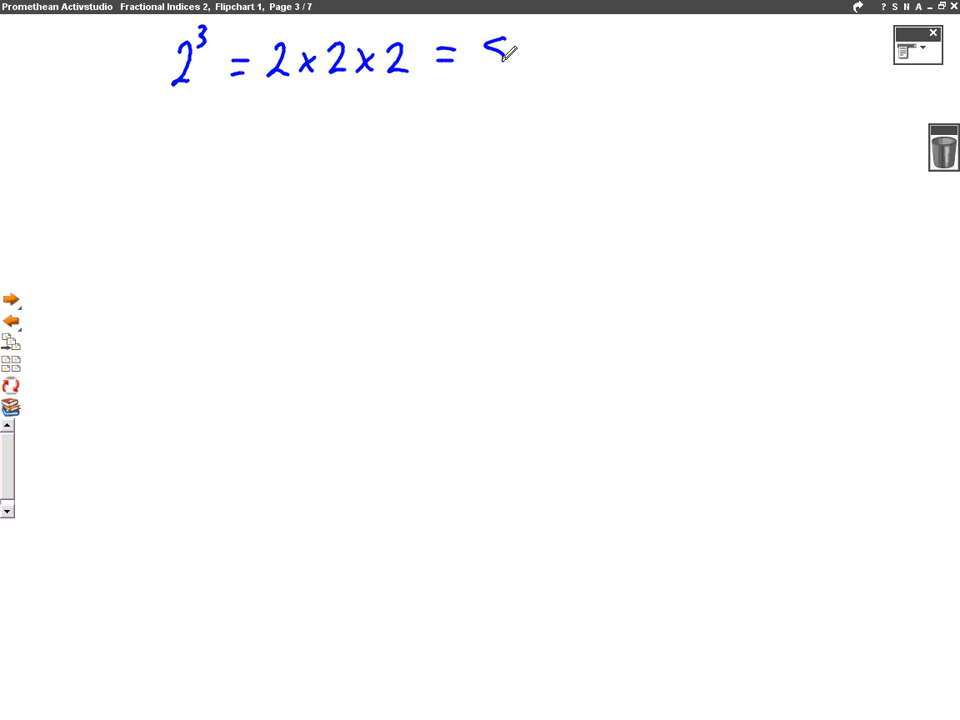 Promethean Activstudio Fractional Indices 2, Flipchart 1, Page 3 / 7
? S N A
2³ = 2 × 2 × 2 =